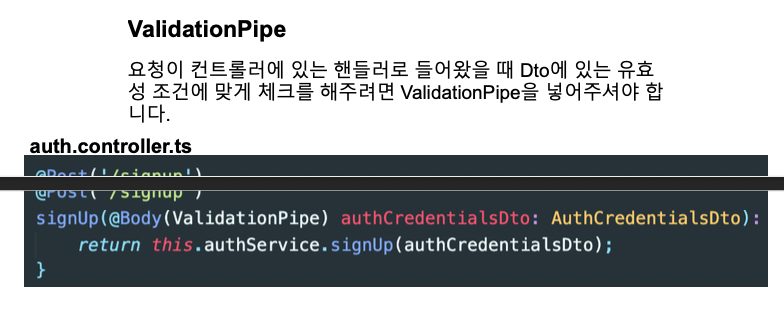 ValidationPipe
요청이 컨트롤러에 있는 핸들러로 들어왔을 때 Dto에 있는 유효
성 조건에 맞게 체크를 해주려면 ValidationPipe을 넣어주셔야 합
니다.
auth.controller.ts
@Post('/signup')
@Post('/signup')
signUp(@Body(ValidationPipe) authCredentialsDto: AuthCredentialsDto):
return this.authService.signUp(authCredentialsDto);
}